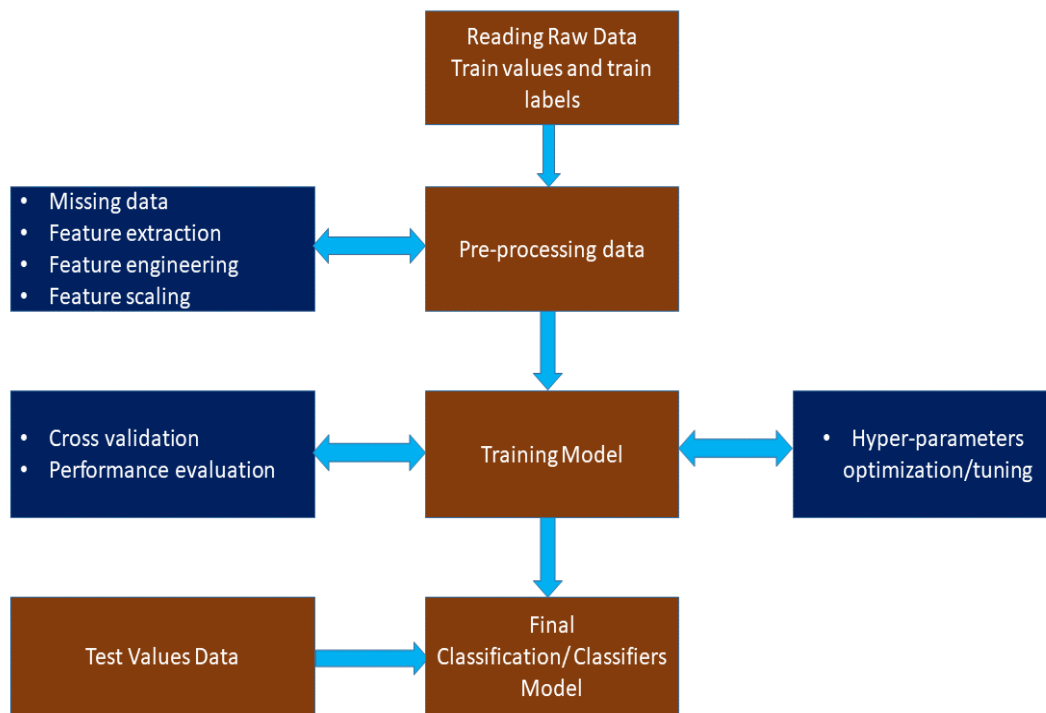 Reading Raw Data
Train values and train
labels
• Missing data
• Feature extraction
• Feature engineering
• Feature scaling
Pre-processing data
• Cross validation
• Performance evaluation
Training Model
• Hyper-parameters
optimization/tuning
Test Values Data
Final
Classification/ Classifiers
Model